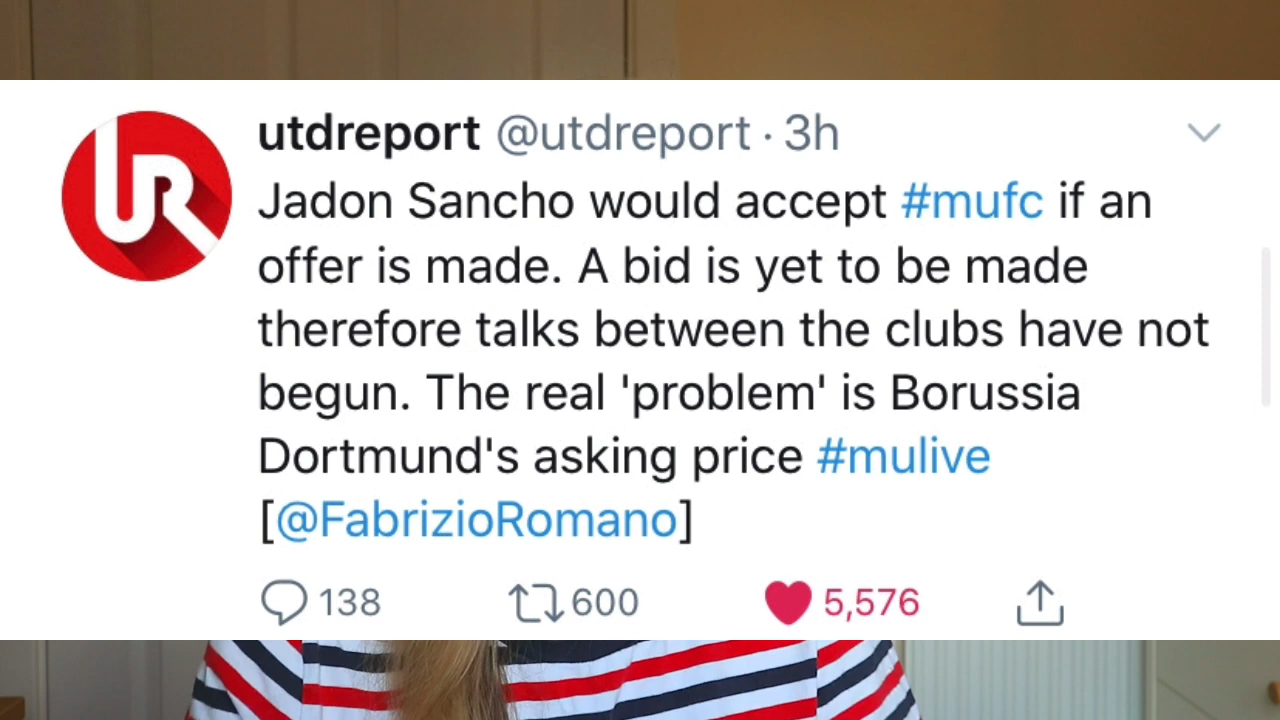 UR
utdreport @utdreport · 3h
Jadon Sancho would accept #mufc if an
offer is made. A bid is yet to be made
therefore talks between the clubs have not
begun. The real 'problem' is Borussia
Dortmund's asking price #mulive
[@FabrizioRomano]
138 600 5,576